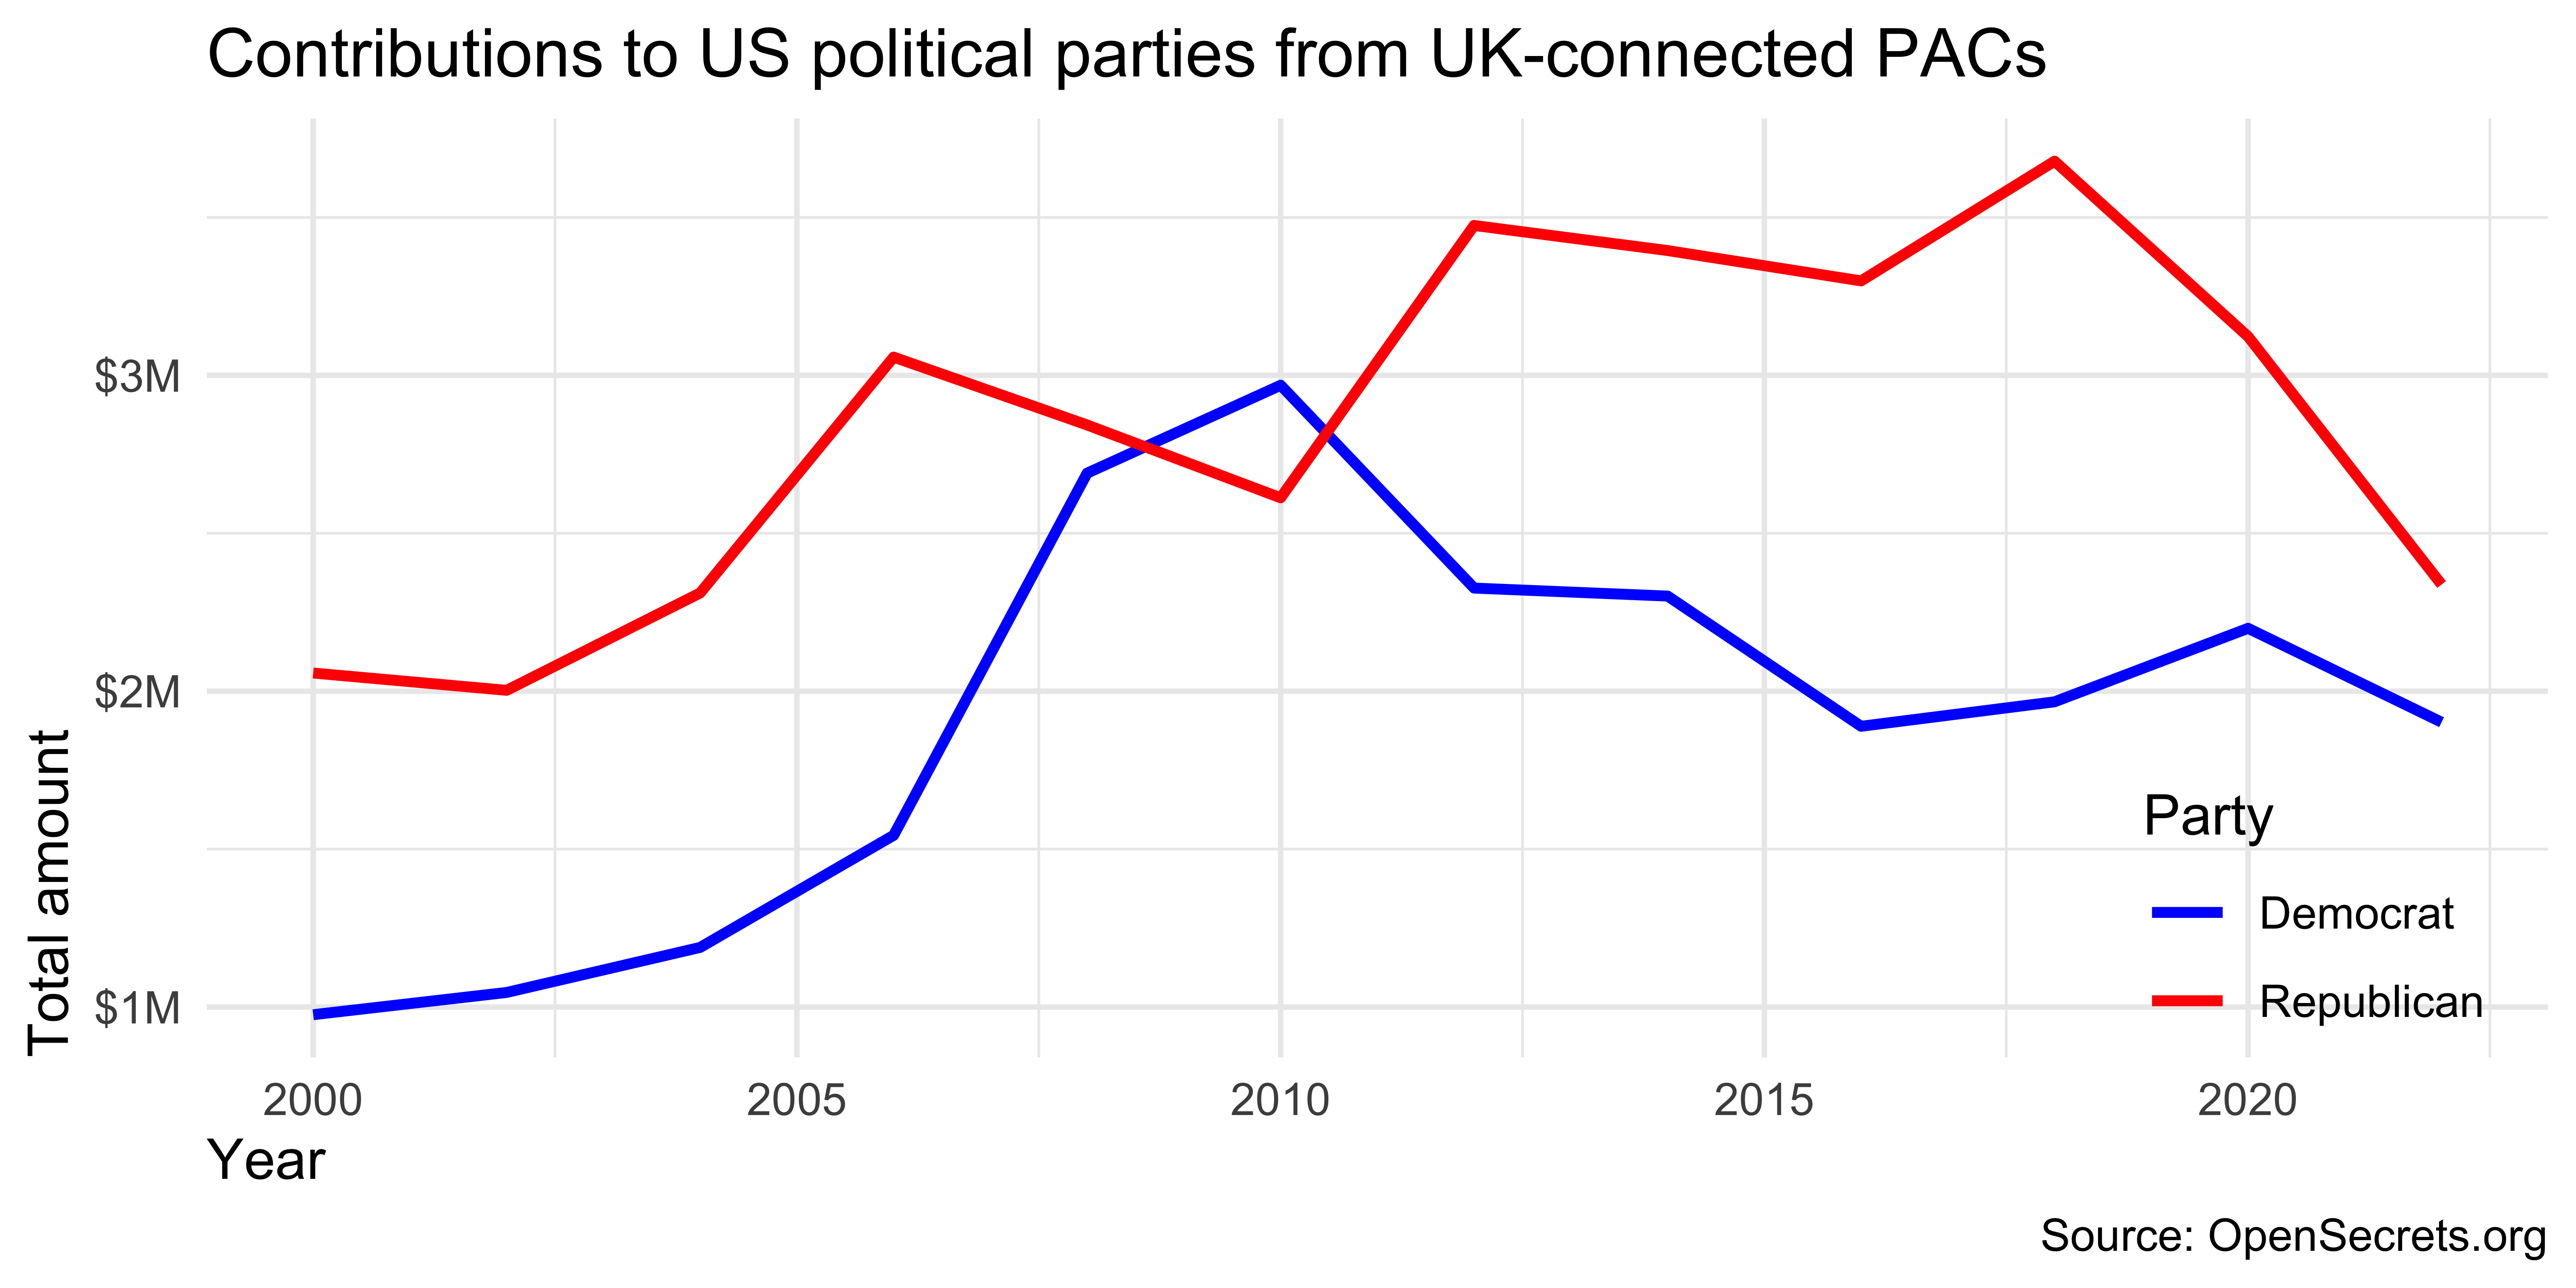 Contributions to US political parties from UK-connected PACs
$3M
$2M
$1M
Total amount
2000
2005
2010
2015
2020
Year
Party
Democrat
Republican
Source: OpenSecrets.org